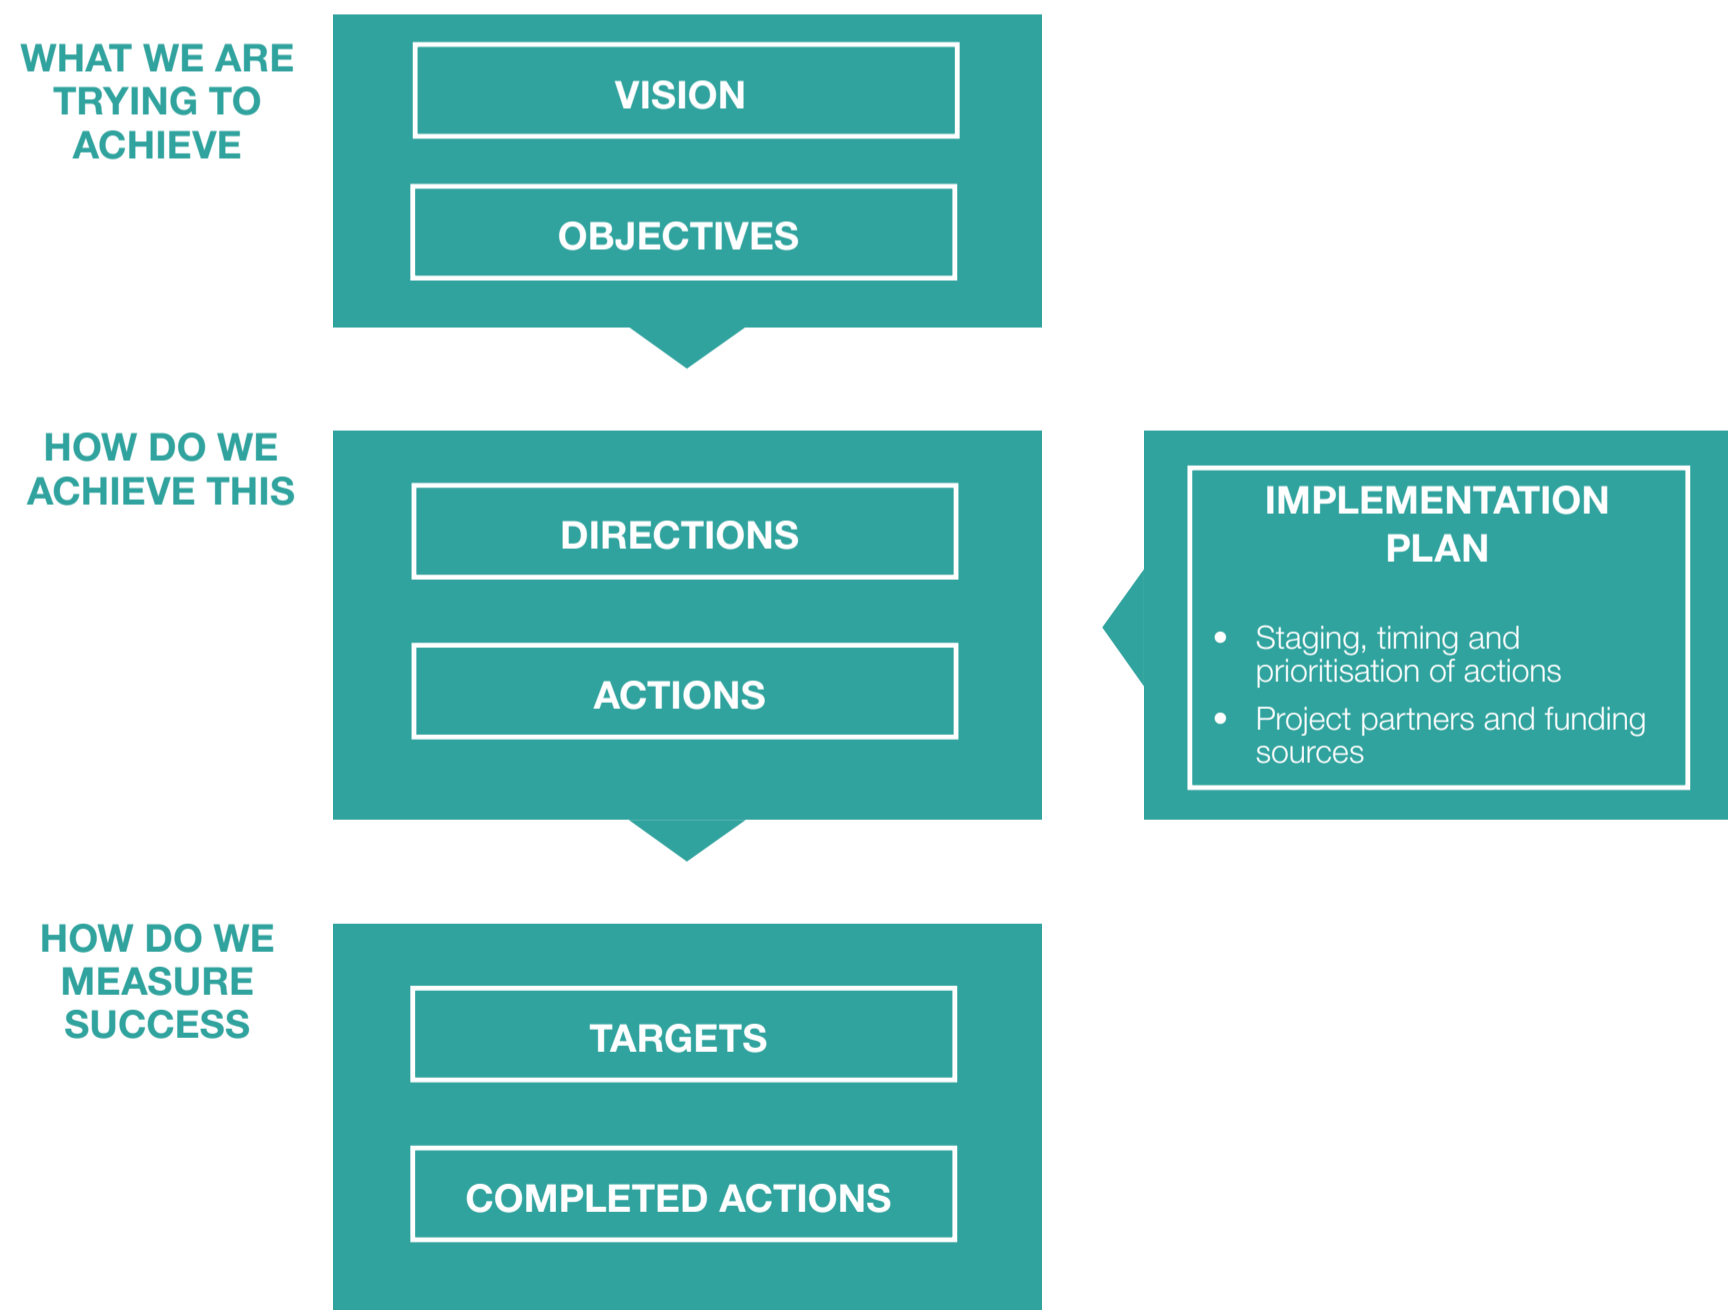 WHAT WE ARE
TRYING TO
ACHIEVE
VISION
OBJECTIVES
HOW DO WE
ACHIEVE THIS
DIRECTIONS
ACTIONS
IMPLEMENTATION
PLAN
• Staging, timing and
prioritisation of actions
• Project partners and funding
sources
HOW DO WE
MEASURE
SUCCESS
TARGETS
COMPLETED ACTIONS